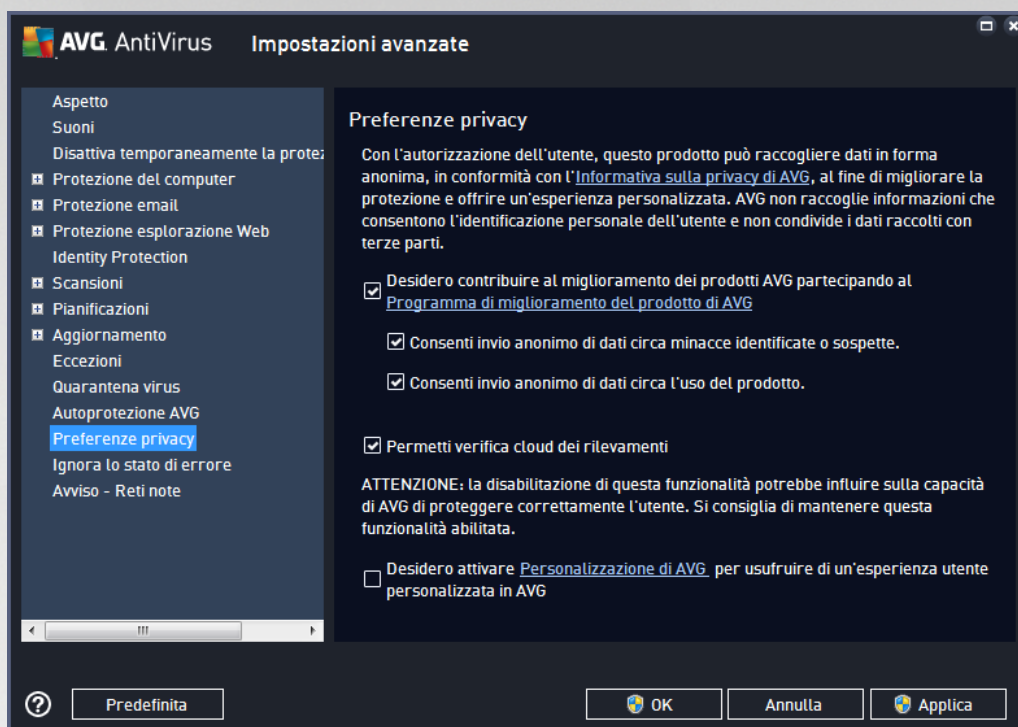 AVG. AntiVirus
Impostazioni avanzate
Aspetto
Suoni
Disattiva temporaneamente la protez
Protezione del computer
Protezione email
Protezione esplorazione Web
Identity Protection
Scansioni
Pianificazioni
Aggiornamento
Eccezioni
Quarantena virus
Autoprotezione AVG
Preferenze privacy
Ignora lo stato di errore
Avviso - Reti note
Preferenze privacy
Con l'autorizzazione dell'utente, questo prodotto può raccogliere dati in forma
anonima, in conformità con l'Informativa sulla privacy di AVG, al fine di migliorare la
protezione e offrire un'esperienza personalizzata. AVG non raccoglie informazioni che
consentono l'identificazione personale dell'utente e non condivide i dati raccolti con
terze parti.
Desidero contribuire al miglioramento dei prodotti AVG partecipando al
Programma di miglioramento del prodotto di AVG
Consenti invio anonimo di dati circa minacce identificate o sospette.
Consenti invio anonimo di dati circa l'uso del prodotto.
Permetti verifica cloud dei rilevamenti
ATTENZIONE: la disabilitazione di questa funzionalità potrebbe influire sulla capacità
di AVG di proteggere correttamente l'utente. Si consiglia di mantenere questa
funzionalità abilitata.
Desidero attivare Personalizzazione di AVG per usufruire di un'esperienza utente
personalizzata in AVG
Predefinita
OK
Annulla
Applica